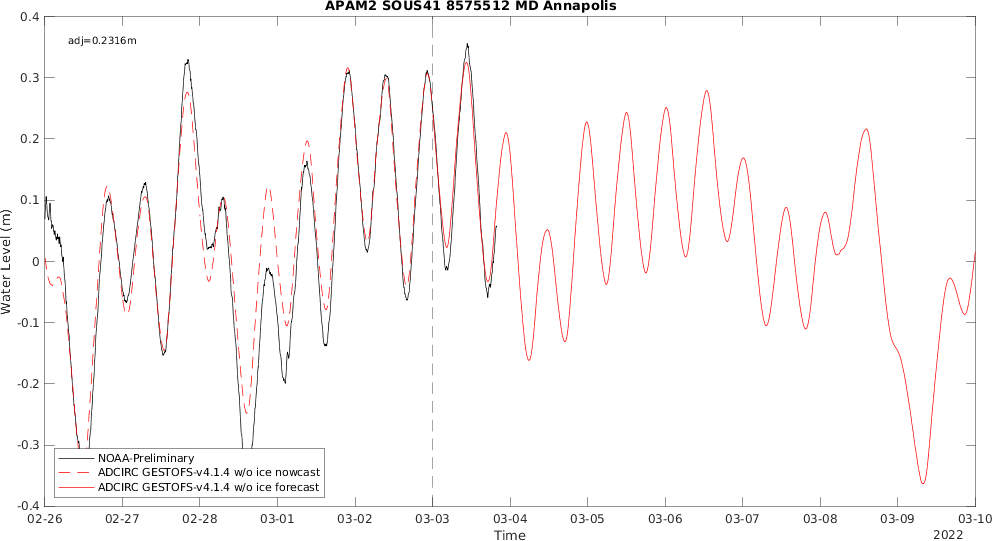 APAM2 SOUS41 8575512 MD Annapolis
adj=0.2316m
0.4
0.3
0.2
0.1
0
-0.1
-0.2
-0.3
-0.4
Water Level (m)
NOAA-Preliminary
ADCIRC GESTOFS-v4.1.4 w/o ice nowcast
ADCIRC GESTOFS-v4.1.4 w/o ice forecast
02-26 02-27 02-28 03-01 03-02 03-03 03-04 03-05 03-06 03-07 03-08 03-09 03-10
Time
2022